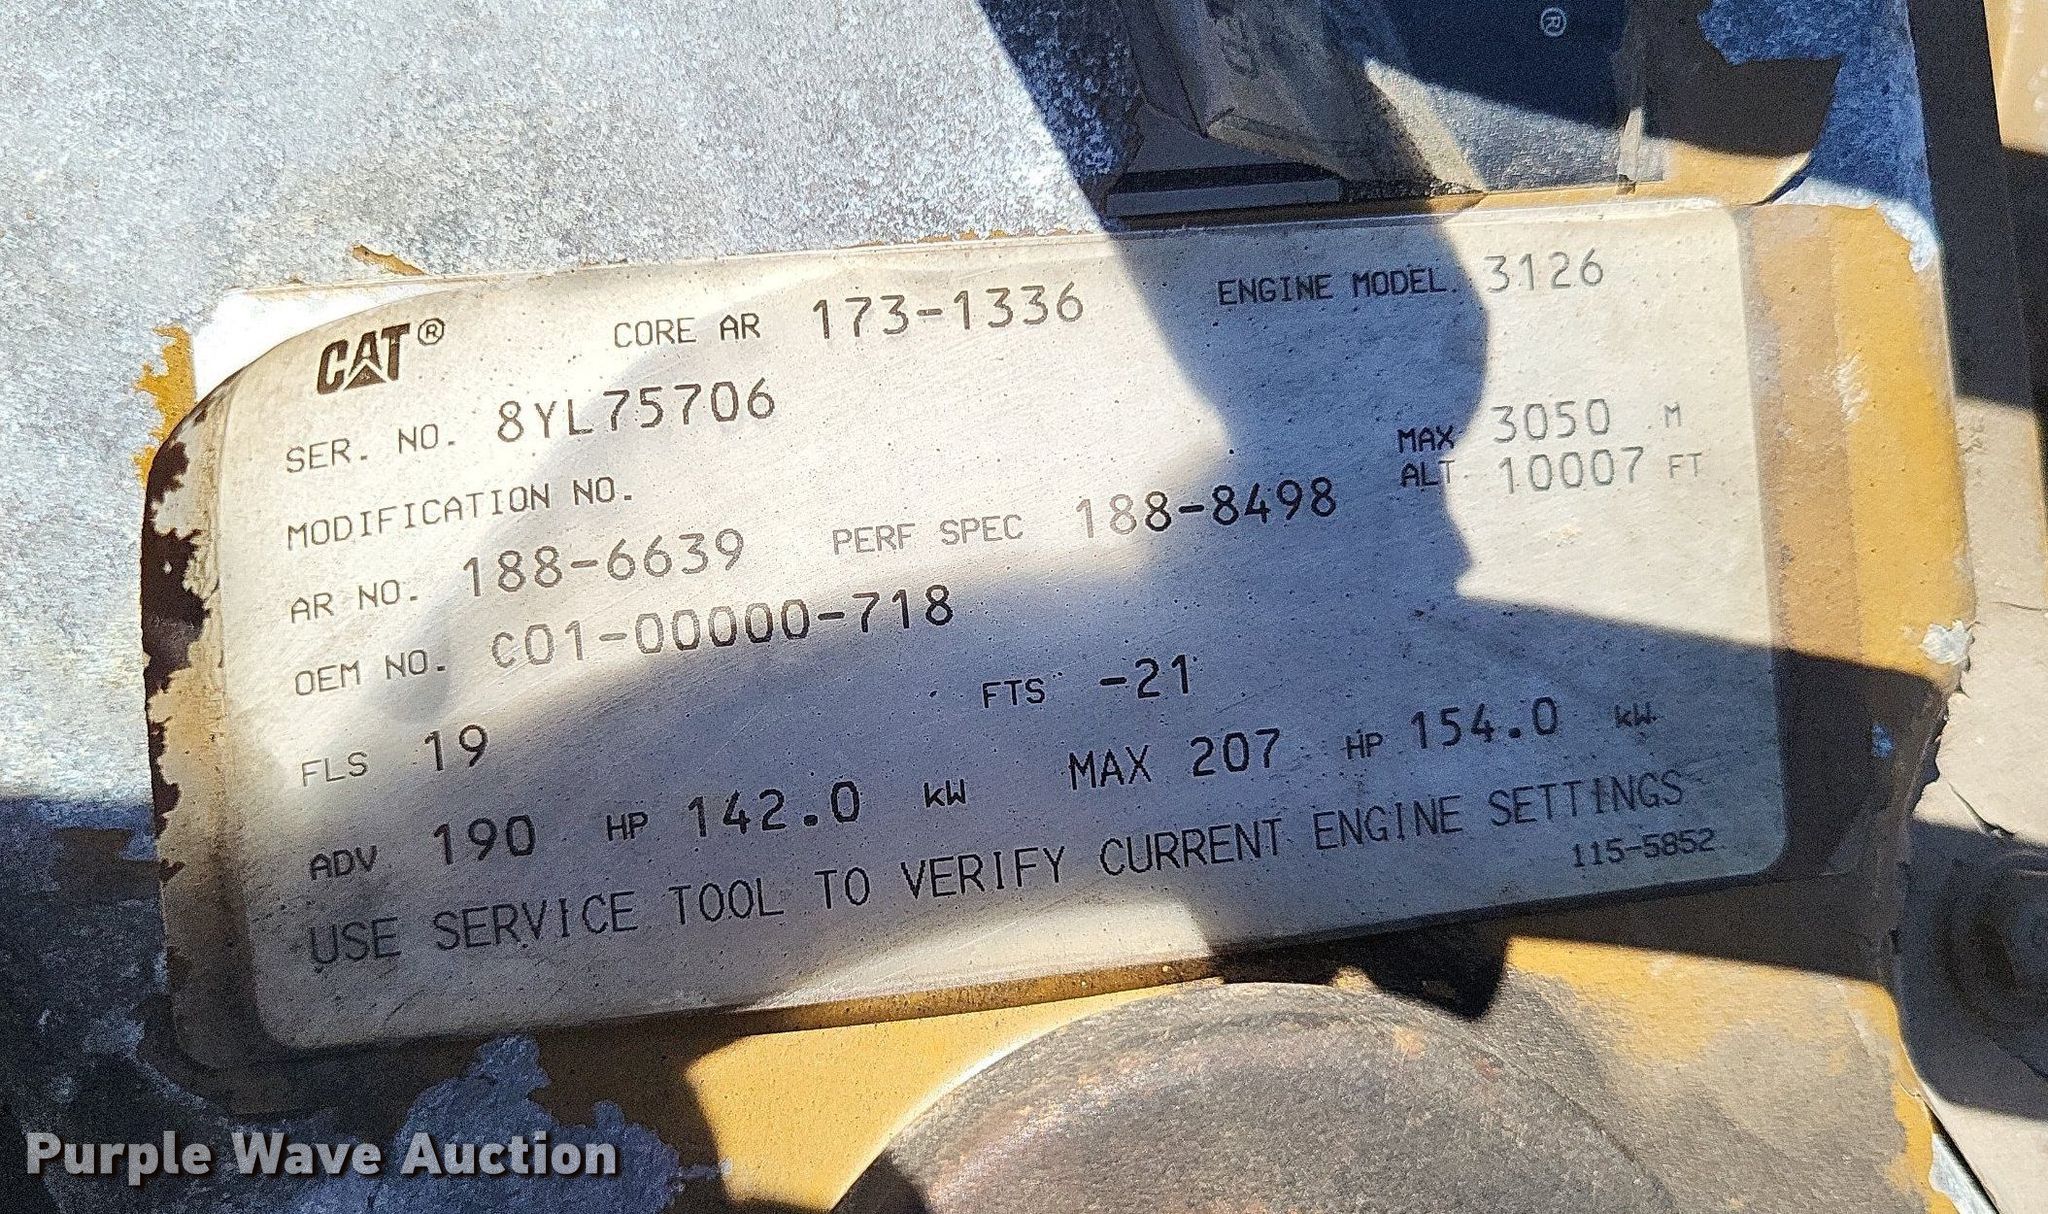 ®
CAT® CORE AR 173-1336 ENGINE MODEL 3126
SER. NO. 8YL75706
MAX 3050 M
MODIFICATION NO. ALT 10007 FT
AR NO. 188-6639 PERF SPEC 188-8498
OEM NO. C01-00000-718
FLS 19 FTS -21
ADV 190 HP 142.0 kW MAX 207 HP 154.0 kW
USE SERVICE TOOL TO VERIFY CURRENT ENGINE SETTINGS
115-5852
Purple Wave Auction